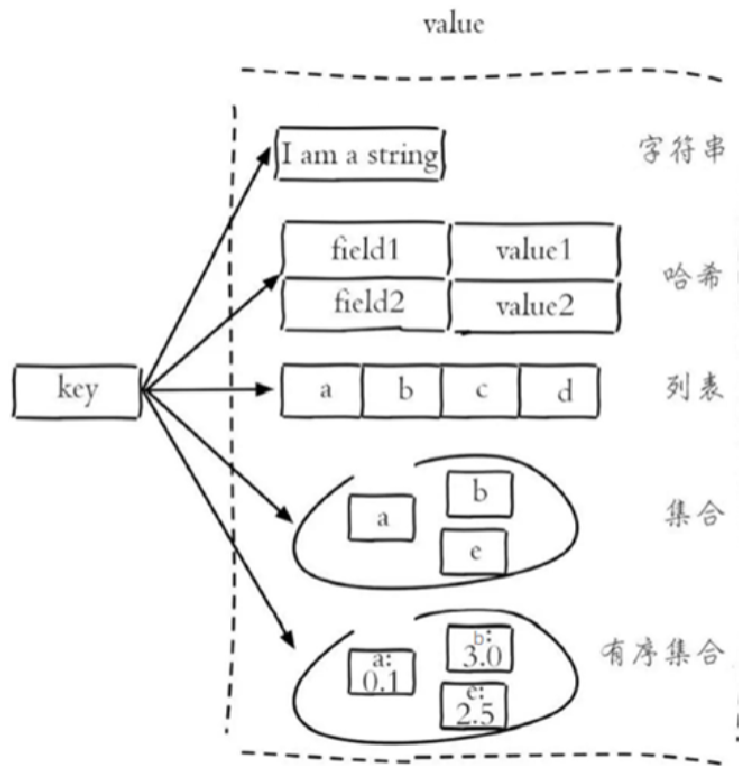 value
I am a string
字符串
field1 value1
哈希
field2 value2
key
a b c d
列表
b
a
集合
e
b:
3.0
有序集合
a:
0.1
e:
2.5